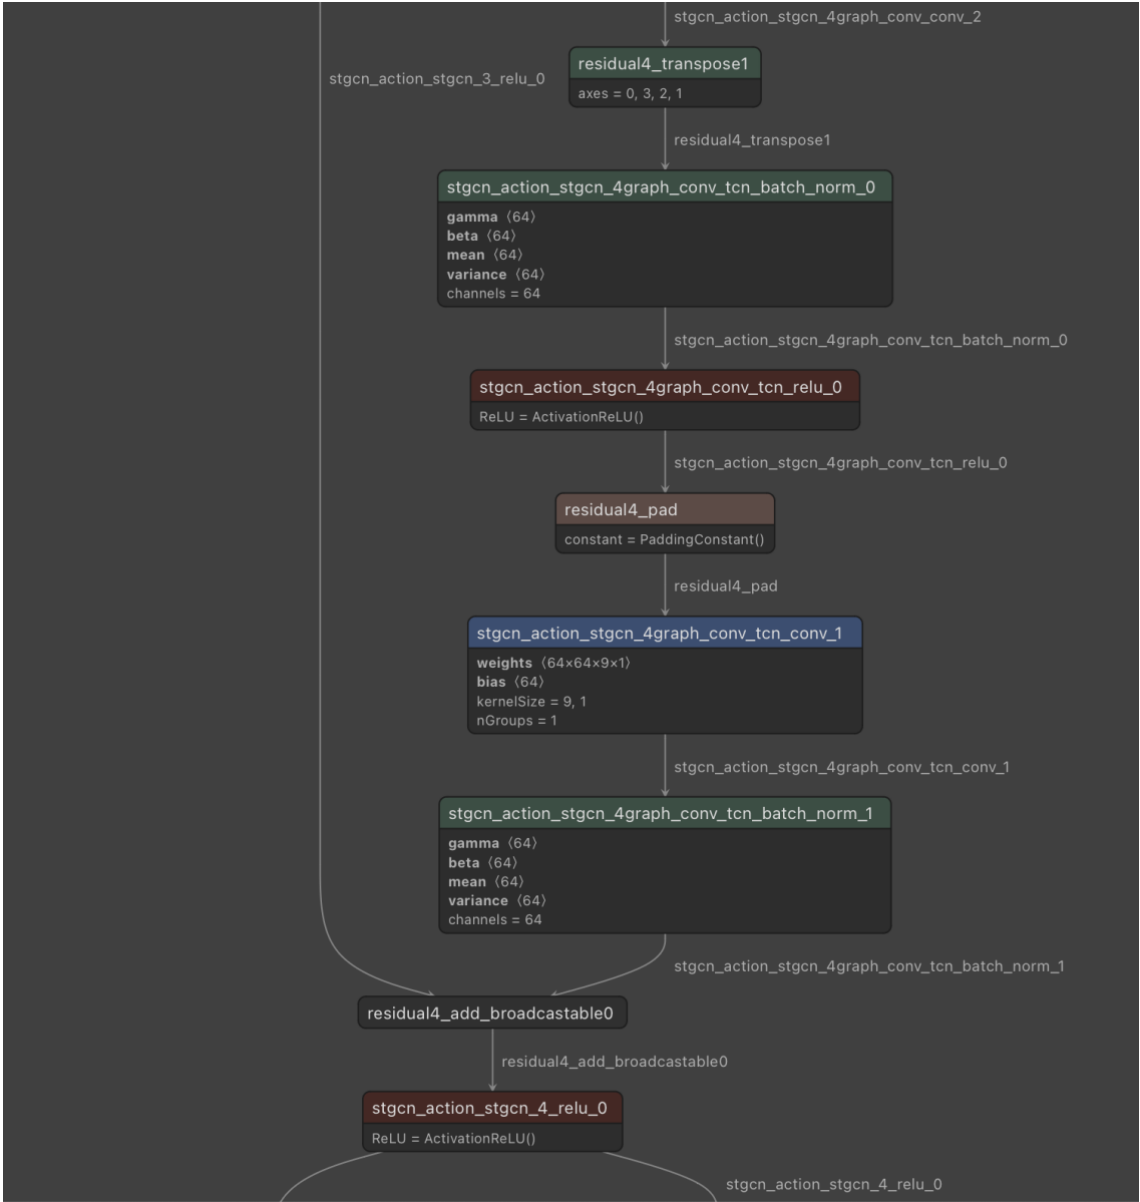 stgcn_action_stgcn_4graph_conv_conv_2
residual4_transpose1
stgcn_action_stgcn_3_relu_0
axes = 0, 3, 2, 1
residual4_transpose1
stgcn_action_stgcn_4graph_conv_tcn_batch_norm_0
gamma ⟨64⟩
beta ⟨64⟩
mean ⟨64⟩
variance ⟨64⟩
channels = 64
stgcn_action_stgcn_4graph_conv_tcn_batch_norm_0
stgcn_action_stgcn_4graph_conv_tcn_relu_0
ReLU = ActivationReLU()
stgcn_action_stgcn_4graph_conv_tcn_relu_0
residual4_pad
constant = PaddingConstant()
residual4_pad
stgcn_action_stgcn_4graph_conv_tcn_conv_1
weights ⟨64×64×9×1⟩
bias ⟨64⟩
kernelSize = 9, 1
nGroups = 1
stgcn_action_stgcn_4graph_conv_tcn_conv_1
stgcn_action_stgcn_4graph_conv_tcn_batch_norm_1
gamma ⟨64⟩
beta ⟨64⟩
mean ⟨64⟩
variance ⟨64⟩
channels = 64
stgcn_action_stgcn_4graph_conv_tcn_batch_norm_1
residual4_add_broadcastable0
residual4_add_broadcastable0
stgcn_action_stgcn_4_relu_0
ReLU = ActivationReLU()
stgcn_action_stgcn_4_relu_0